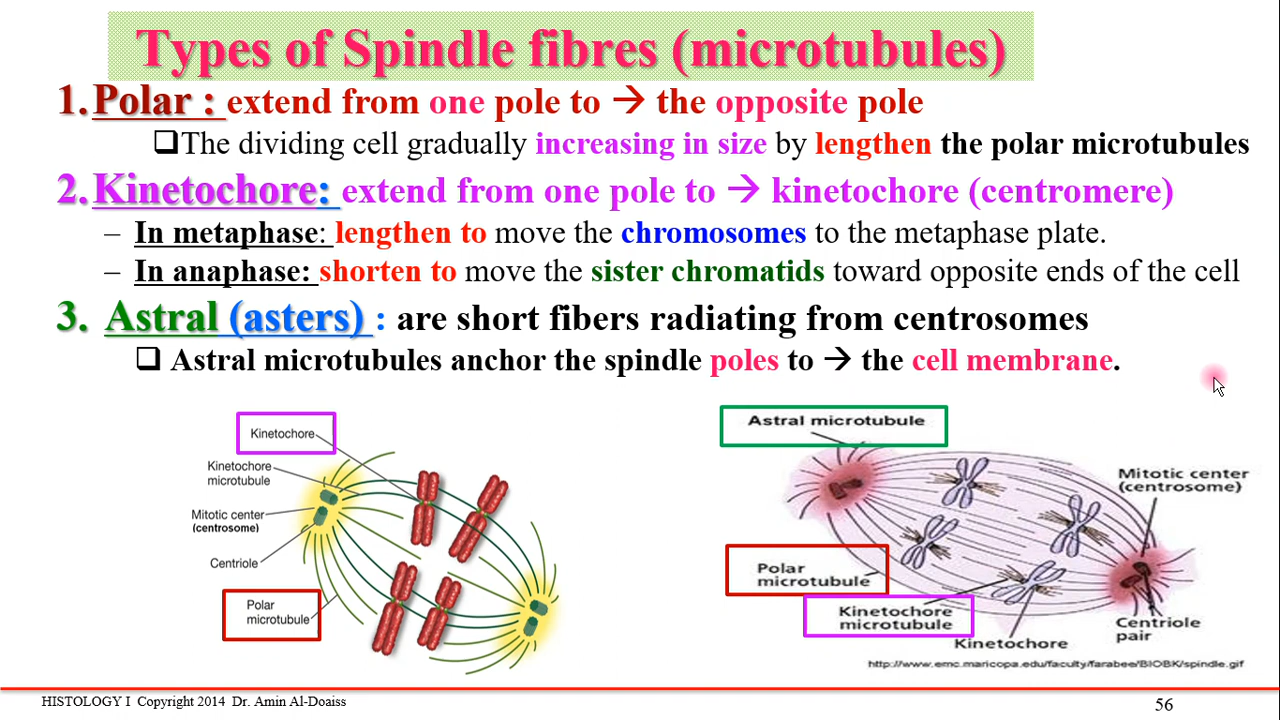 Types of Spindle fibres (microtubules)
1. Polar : extend from one pole to → the opposite pole
❑The dividing cell gradually increasing in size by lengthen the polar microtubules
2. Kinetochore: extend from one pole to → kinetochore (centromere)
– In metaphase: lengthen to move the chromosomes to the metaphase plate.
– In anaphase: shorten to move the sister chromatids toward opposite ends of the cell
3. Astral (asters) : are short fibers radiating from centrosomes
❑ Astral microtubules anchor the spindle poles to → the cell membrane.
Kinetochore
Kinetochore
microtubule
Mitotic center
(centrosome)
Centriole
Polar
microtubule
Astral microtubule
Mitotic center
(centrosome)
Polar
microtubule
Kinetochore
microtubule
Kinetochore
Centriole
pair
http://www.emc.maricopa.edu/faculty/farabee/BIOBK/spindle.gif
HISTOLOGY I Copyright 2014 Dr. Amin Al-Doaiss
56